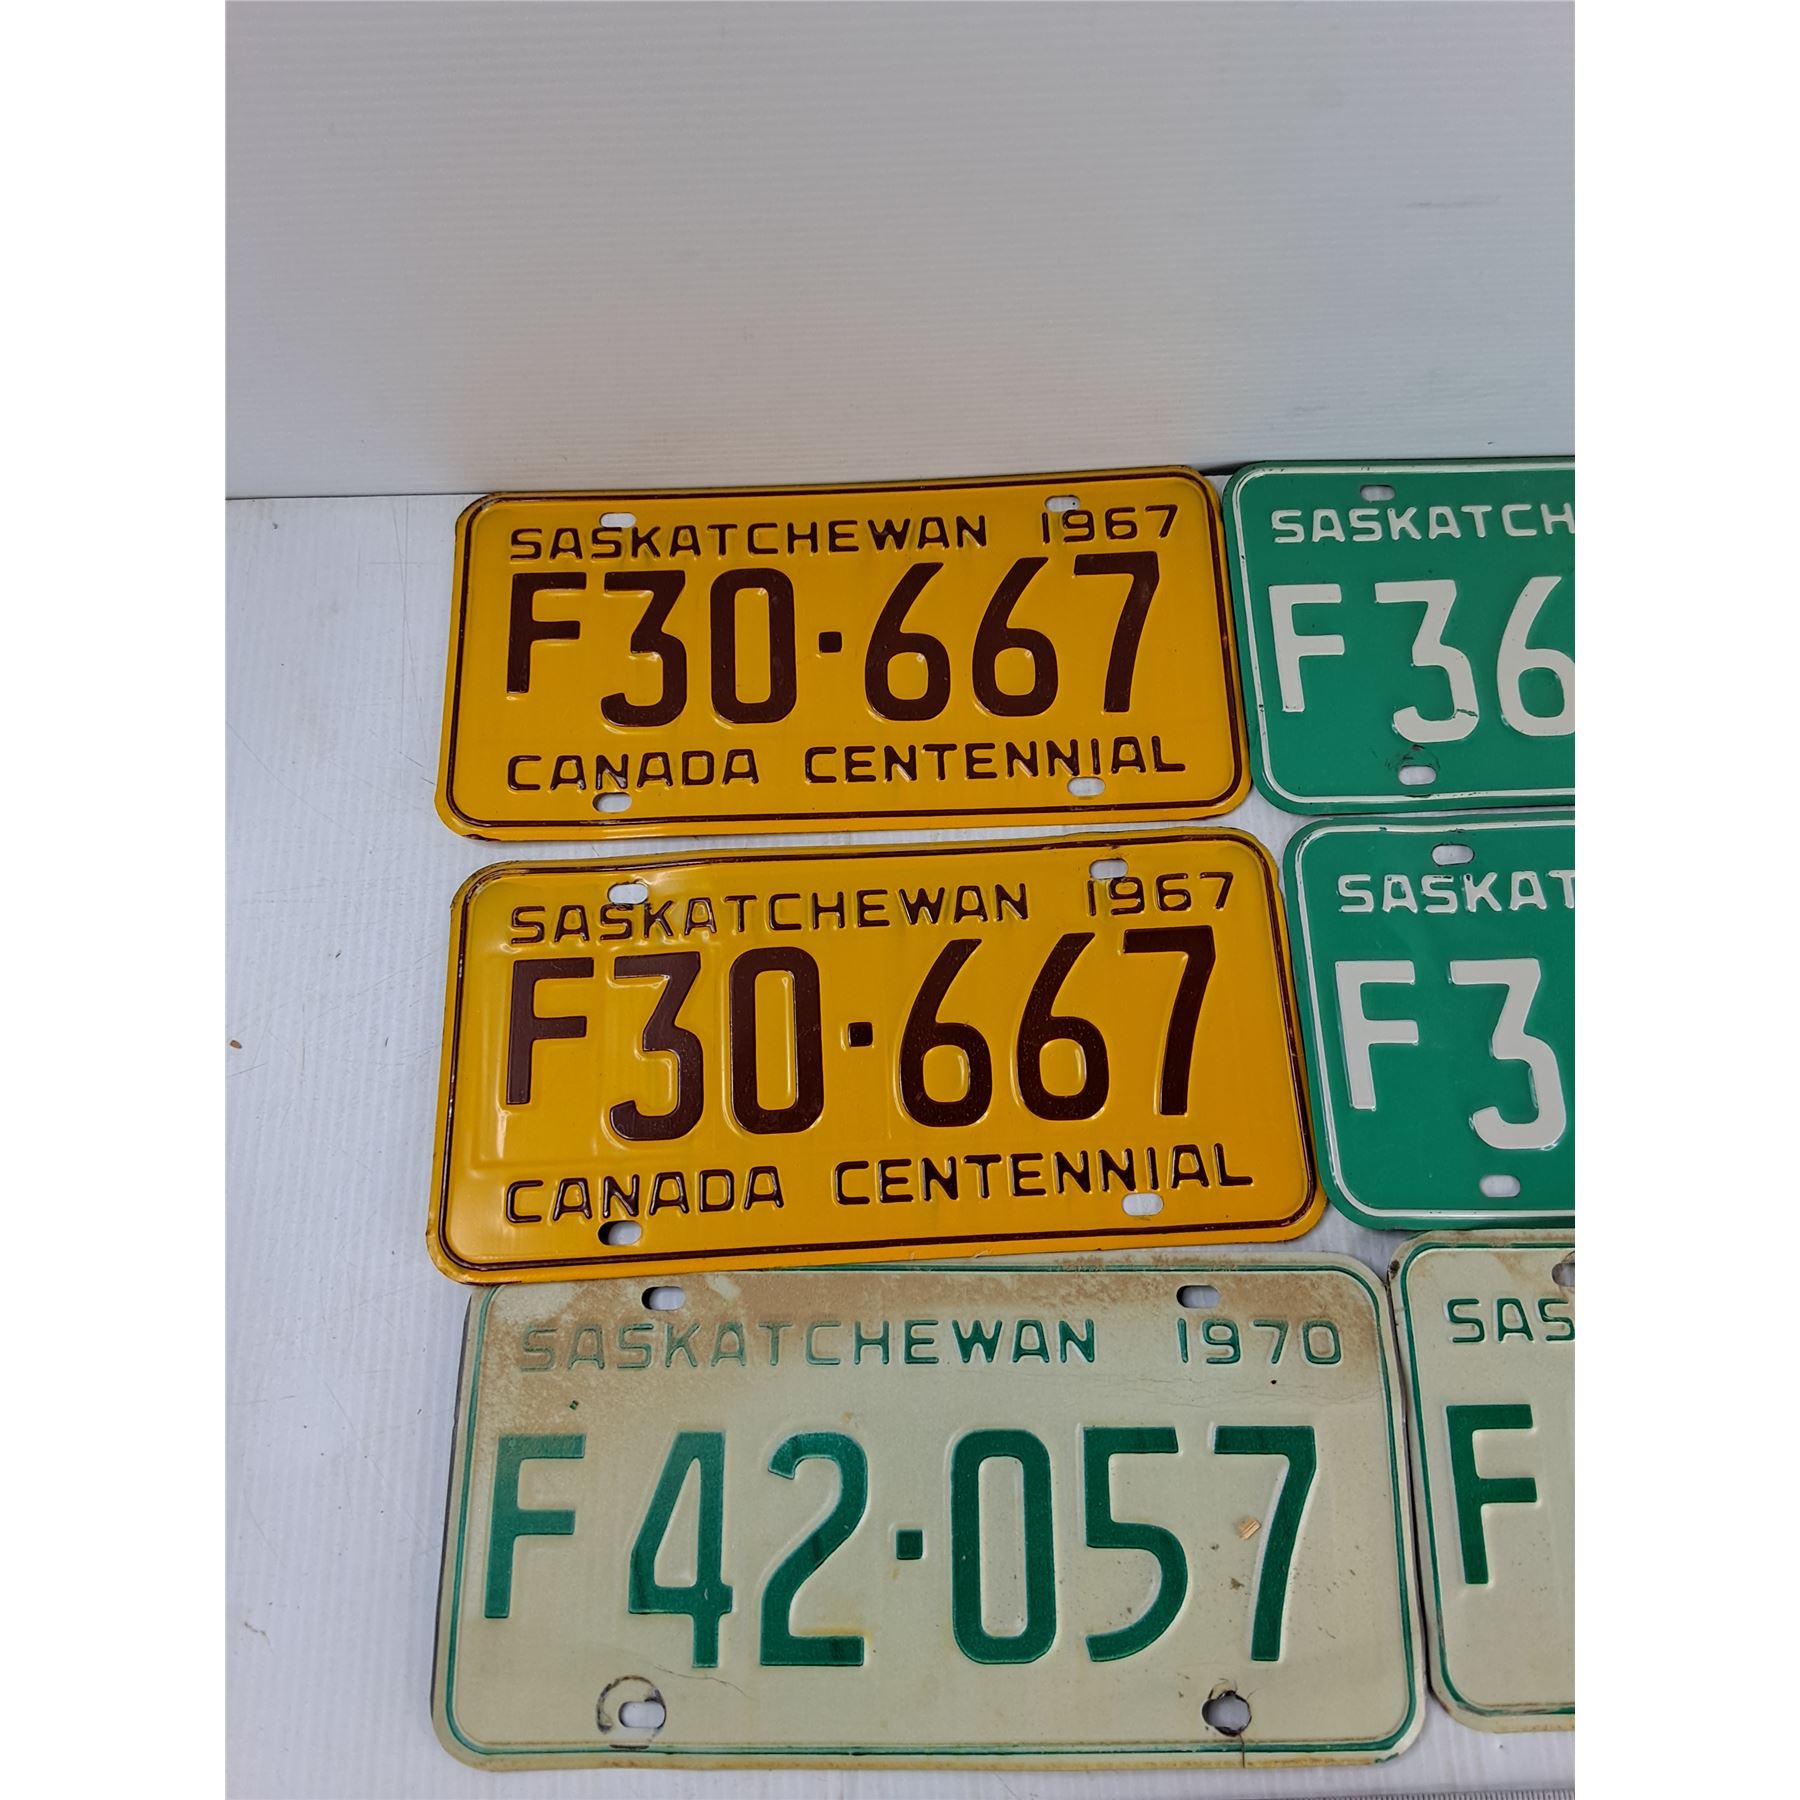 SASKATCHEWAN 1967
F30·667
CANADA CENTENNIAL
SASKATCH
F36
SASKATCHEWAN 1967
F30·667
CANADA CENTENNIAL
SASKAT
F3
SASKATCHEWAN 1970
F42·057
SAS
F